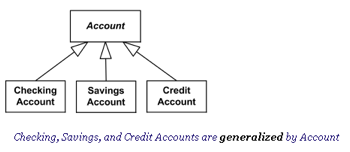 Account
Checking Account
Savings Account
Credit Account
Checking, Savings, and Credit Accounts are generalized by Account